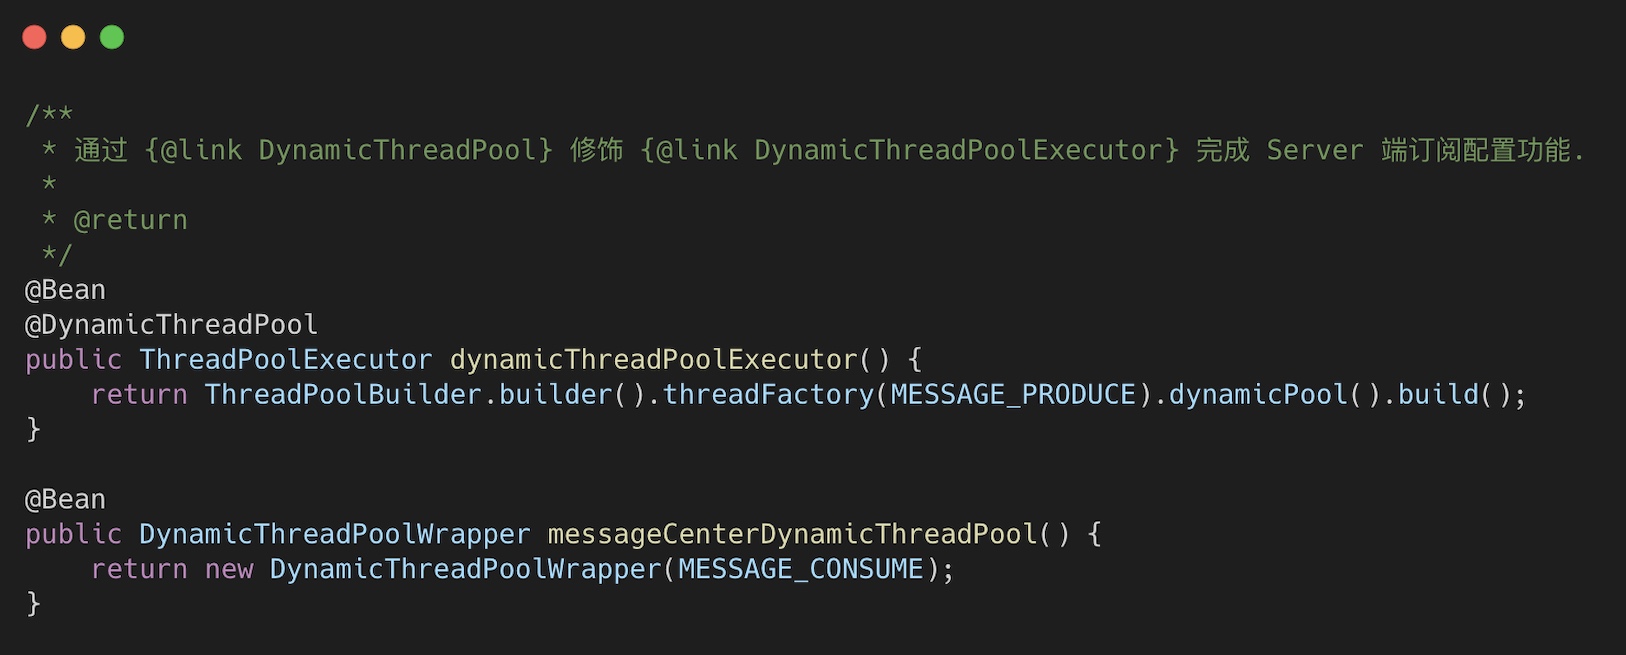 /**
 * 通过 {@link DynamicThreadPool} 修饰 {@link DynamicThreadPoolExecutor} 完成 Server 端订阅配置功能.
 *
 * @return
 */
@Bean
@DynamicThreadPool
public ThreadPoolExecutor dynamicThreadPoolExecutor() {
    return ThreadPoolBuilder.builder().threadFactory(MESSAGE_PRODUCE).dynamicPool().build();
}

@Bean
public DynamicThreadPoolWrapper messageCenterDynamicThreadPool() {
    return new DynamicThreadPoolWrapper(MESSAGE_CONSUME);
}